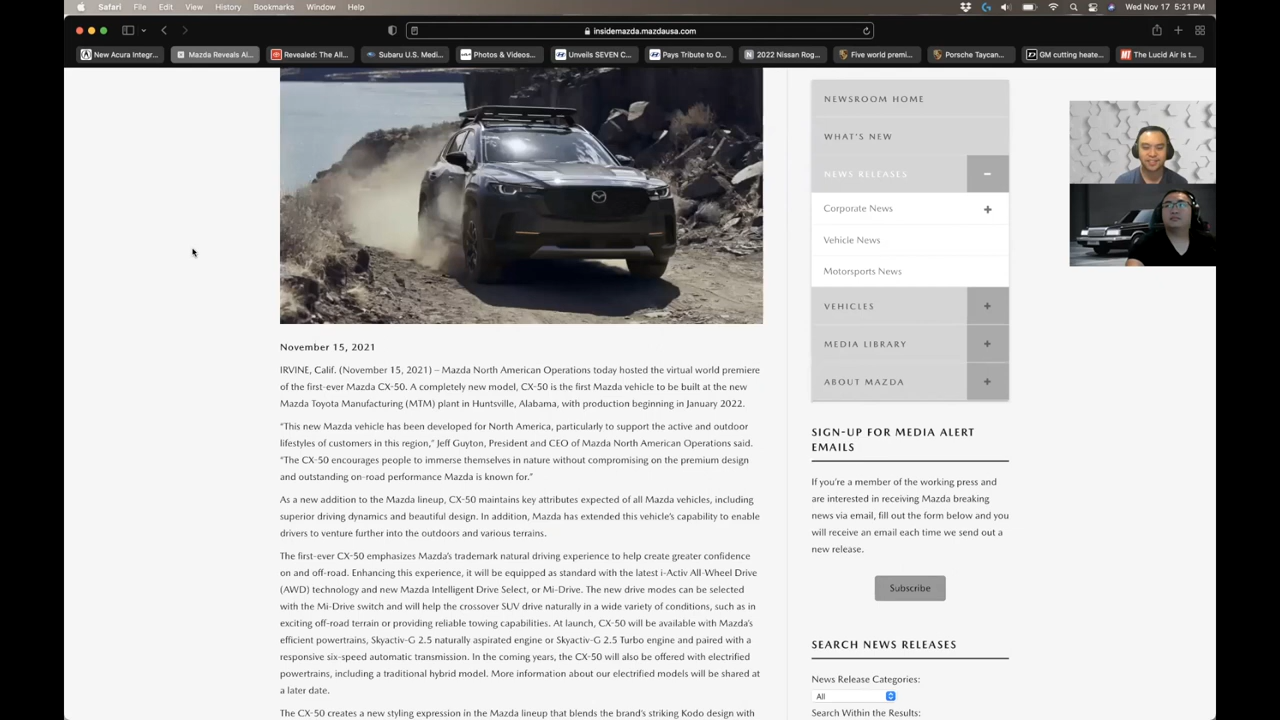 Safari File Edit View History Bookmarks Window Help
Wed Nov 17 5:21 PM
insidemazda.mazdausa.com
New Acura Integr...
Mazda Reveals Al...
Revealed: The All...
Subaru U.S. Medi...
Photos & Videos...
Unveils SEVEN C...
Pays Tribute to O...
2022 Nissan Rog...
Five world premi...
Porsche Taycan...
GM cutting heate...
The Lucid Air Is t...
November 15, 2021
IRVINE, Calif. (November 15, 2021) – Mazda North American Operations today hosted the virtual world premiere
of the first-ever Mazda CX-50. A completely new model, CX-50 is the first Mazda vehicle to be built at the new
Mazda Toyota Manufacturing (MTM) plant in Huntsville, Alabama, with production beginning in January 2022.
“This new Mazda vehicle has been developed for North America, particularly to support the active and outdoor
lifestyles of customers in this region,” Jeff Guyton, President and CEO of Mazda North American Operations said.
“The CX-50 encourages people to immerse themselves in nature without compromising on the premium design
and outstanding on-road performance Mazda is known for.”
As a new addition to the Mazda lineup, CX-50 maintains key attributes expected of all Mazda vehicles, including
superior driving dynamics and beautiful design. In addition, Mazda has extended this vehicle’s capability to enable
drivers to venture further into the outdoors and various terrains.
The first-ever CX-50 emphasizes Mazda’s trademark natural driving experience to help create greater confidence
on and off-road. Enhancing this experience, it will be equipped as standard with the latest i-Activ All-Wheel Drive
(AWD) technology and new Mazda Intelligent Drive Select, or Mi-Drive. The new drive modes can be selected
with the Mi-Drive switch and will help the crossover SUV drive naturally in a wide variety of conditions, such as in
exciting off-road terrain or providing reliable towing capabilities. At launch, CX-50 will be available with Mazda’s
efficient powertrains, Skyactiv-G 2.5 naturally aspirated engine or Skyactiv-G 2.5 Turbo engine and paired with a
responsive six-speed automatic transmission. In the coming years, the CX-50 will also be offered with electrified
powertrains, including a traditional hybrid model. More information about our electrified models will be shared at
a later date.
The CX-50 creates a new styling expression in the Mazda lineup that blends the brand’s striking Kodo design with
NEWSROOM HOME
WHAT'S NEW
NEWS RELEASES
Corporate News
Vehicle News
Motorsports News
VEHICLES
MEDIA LIBRARY
ABOUT MAZDA
SIGN-UP FOR MEDIA ALERT
EMAILS
If you're a member of the working press and
are interested in receiving Mazda breaking
news via email, fill out the form below and you
will receive an email each time we send out a
new release.
Subscribe
SEARCH NEWS RELEASES
News Release Categories:
All
Search Within the Results: